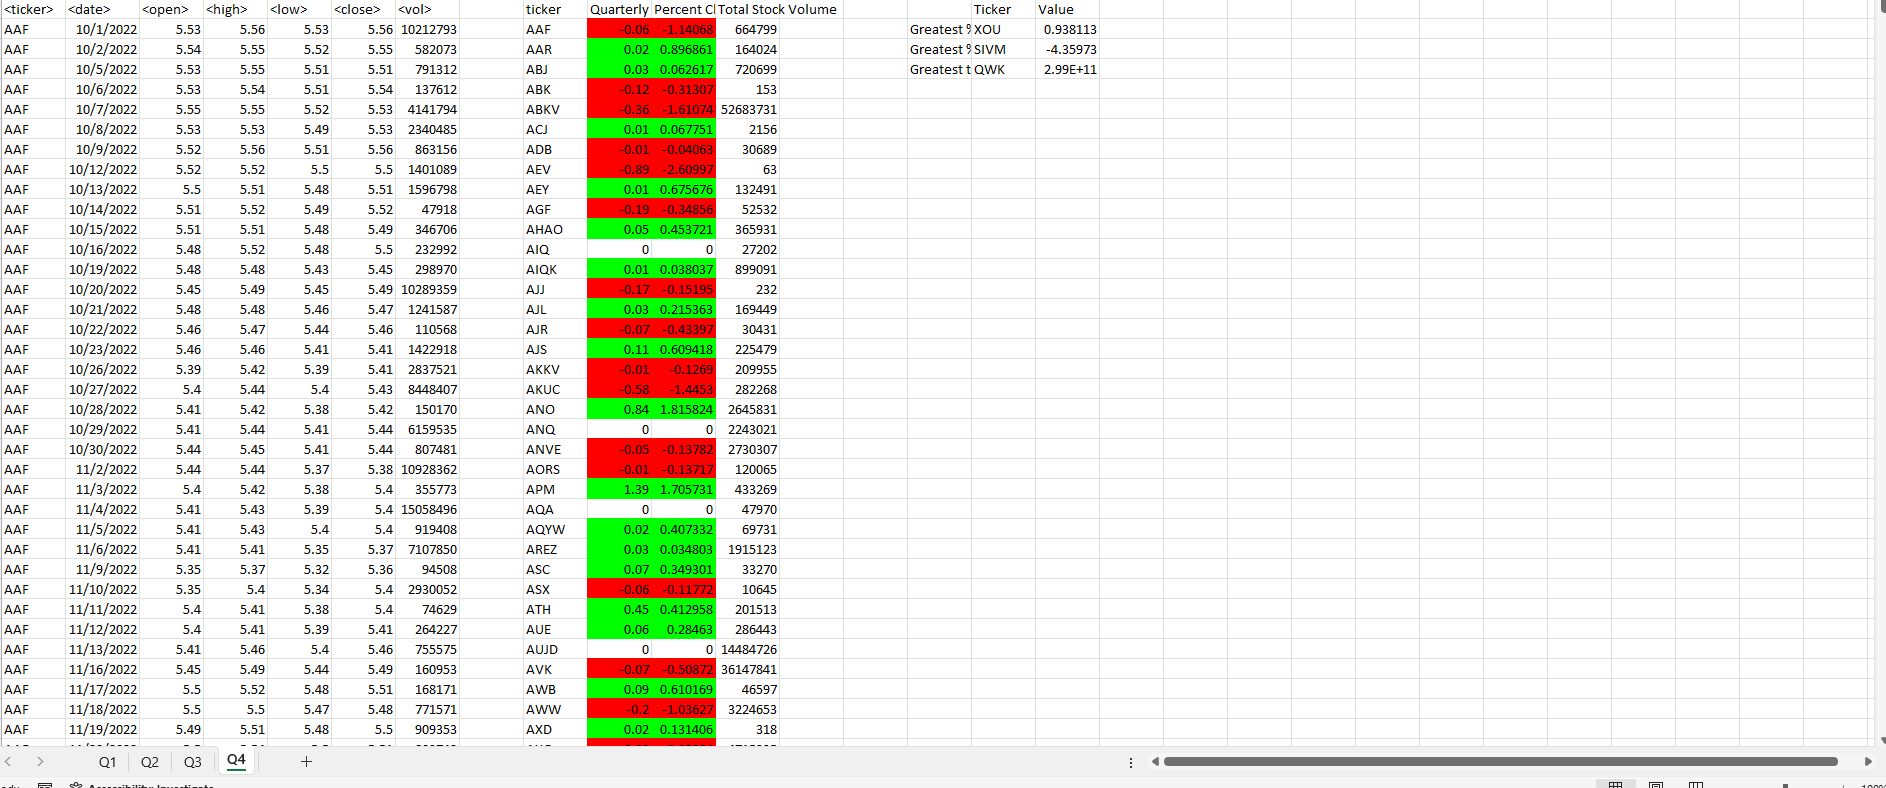 <ticker> <date> <open> <high> <low> <close> <vol> ticker Quarterly Percent Cl Total Stock Volume Ticker Value
AAF 10/1/2022 5.53 5.56 5.53 5.56 10212793 AAF -0.06 -1.14068 664799 Greatest % XOU 0.938113
AAF 10/2/2022 5.54 5.55 5.52 5.55 582073 AAR 0.02 0.896861 164024 Greatest % SIVM -4.35973
AAF 10/5/2022 5.53 5.55 5.51 5.51 791312 ABJ 0.03 0.062617 720699 Greatest t QWK 2.99E+11
AAF 10/6/2022 5.53 5.54 5.51 5.54 137612 ABK -0.12 -0.31307 153
AAF 10/7/2022 5.55 5.55 5.52 5.53 4141794 ABKV -0.36 -1.61074 52683731
AAF 10/8/2022 5.53 5.53 5.49 5.53 2340485 ACJ 0.01 0.067751 2156
AAF 10/9/2022 5.52 5.56 5.51 5.56 863156 ADB -0.01 -0.04063 30689
AAF 10/12/2022 5.52 5.52 5.5 5.5 1401089 AEV -0.89 -2.60997 63
AAF 10/13/2022 5.5 5.51 5.48 5.51 1596798 AEY 0.01 0.675676 132491
AAF 10/14/2022 5.51 5.52 5.49 5.52 47918 AGF -0.19 -0.34856 52532
AAF 10/15/2022 5.51 5.51 5.48 5.49 346706 AHAO 0.05 0.453721 365931
AAF 10/16/2022 5.48 5.52 5.48 5.5 232992 AIQ 0 0 27202
AAF 10/19/2022 5.48 5.48 5.43 5.45 298970 AIQK 0.01 0.038037 899091
AAF 10/20/2022 5.45 5.49 5.45 5.49 10289359 AJJ -0.17 -0.15195 232
AAF 10/21/2022 5.48 5.48 5.46 5.47 1241587 AJL 0.03 0.215363 169449
AAF 10/22/2022 5.46 5.47 5.44 5.46 110568 AJR -0.07 -0.43397 30431
AAF 10/23/2022 5.46 5.46 5.41 5.41 1422918 AJS 0.11 0.609418 225479
AAF 10/26/2022 5.39 5.42 5.39 5.41 2837521 AKKV -0.01 -0.1269 209955
AAF 10/27/2022 5.4 5.44 5.4 5.43 8448407 AKUC -0.58 -1.4453 282268
AAF 10/28/2022 5.41 5.42 5.38 5.42 150170 ANO 0.84 1.815824 2645831
AAF 10/29/2022 5.41 5.44 5.41 5.44 6159535 ANQ 0 0 2243021
AAF 10/30/2022 5.44 5.45 5.41 5.44 807481 ANVE -0.05 -0.13782 2730307
AAF 11/2/2022 5.44 5.44 5.37 5.38 10928362 AORS -0.01 -0.13717 120065
AAF 11/3/2022 5.4 5.42 5.38 5.4 355773 APM 1.39 1.705731 433269
AAF 11/4/2022 5.41 5.43 5.39 5.4 15058496 AQA 0 0 47970
AAF 11/5/2022 5.41 5.43 5.4 5.4 919408 AQYW 0.02 0.407332 69731
AAF 11/6/2022 5.41 5.41 5.35 5.37 7107850 AREZ 0.03 0.034803 1915123
AAF 11/9/2022 5.35 5.37 5.32 5.36 94508 ASC 0.07 0.349301 33270
AAF 11/10/2022 5.35 5.4 5.34 5.4 2930052 ASX -0.06 -0.11772 10645
AAF 11/11/2022 5.4 5.41 5.38 5.4 74629 ATH 0.45 0.412958 201513
AAF 11/12/2022 5.4 5.41 5.39 5.41 264227 AUE 0.06 0.28463 286443
AAF 11/13/2022 5.41 5.46 5.4 5.46 755575 AUJD 0 0 14484726
AAF 11/16/2022 5.45 5.49 5.44 5.49 160953 AVK -0.07 -0.50872 36147841
AAF 11/17/2022 5.5 5.52 5.48 5.51 168171 AWB 0.09 0.610169 46597
AAF 11/18/2022 5.5 5.5 5.47 5.48 771571 AWW -0.2 -1.03627 3224653
AAF 11/19/2022 5.49 5.51 5.48 5.5 909353 AXD 0.02 0.131406 318
Q1 Q2 Q3 Q4
Accessibility: Investigate